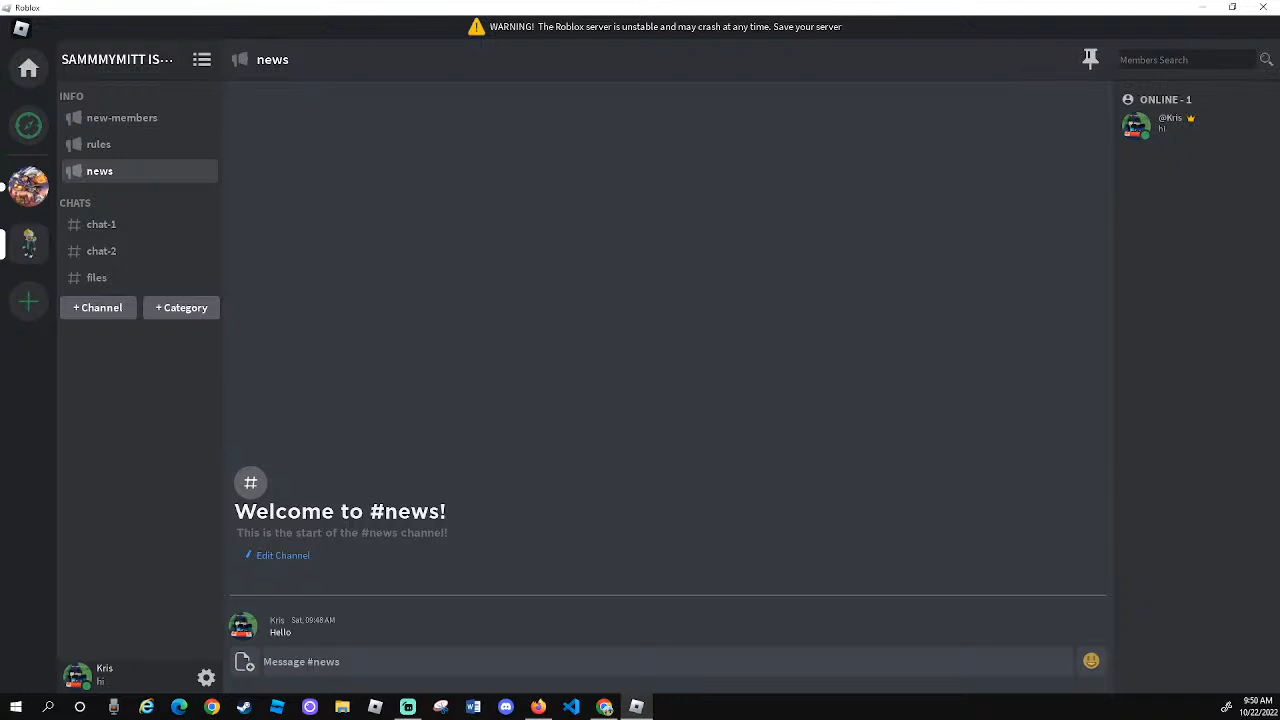 Roblox
WARNING! The Roblox server is unstable and may crash at any time. Save your server
SAMMMYMITT IS...
news
Members Search
INFO
new-members
rules
news
CHATS
chat-1
chat-2
files
+ Channel
+ Category
ONLINE - 1
@Kris
hi
Welcome to #news!
This is the start of the #news channel!
Edit Channel
Kris Sat, 09:48 AM
Hello
Message #news
Kris
hi
9:50 AM
10/22/2022